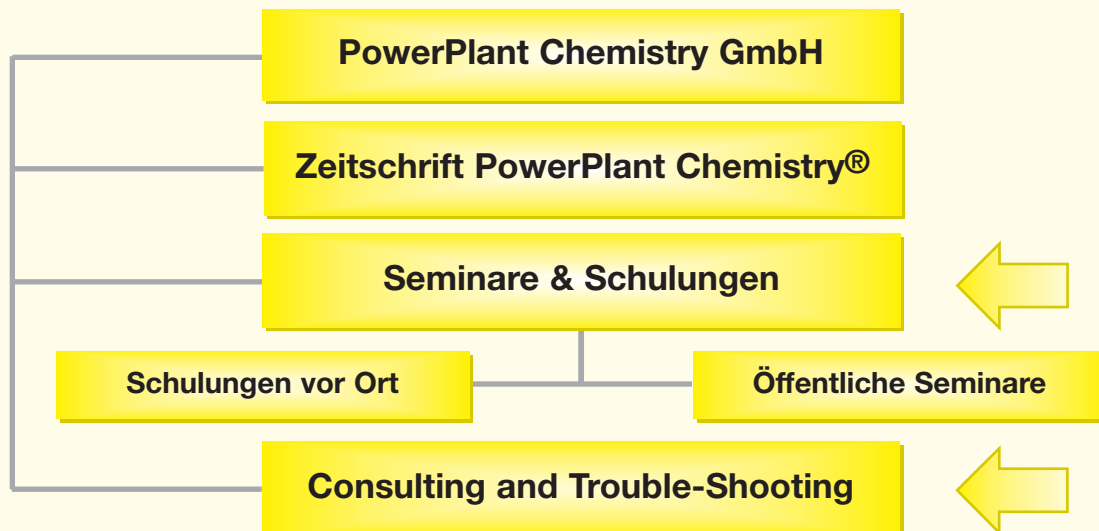 PowerPlant Chemistry GmbH
Zeitschrift PowerPlant Chemistry®
Seminare & Schulungen
Schulungen vor Ort
Öffentliche Seminare
Consulting and Trouble-Shooting